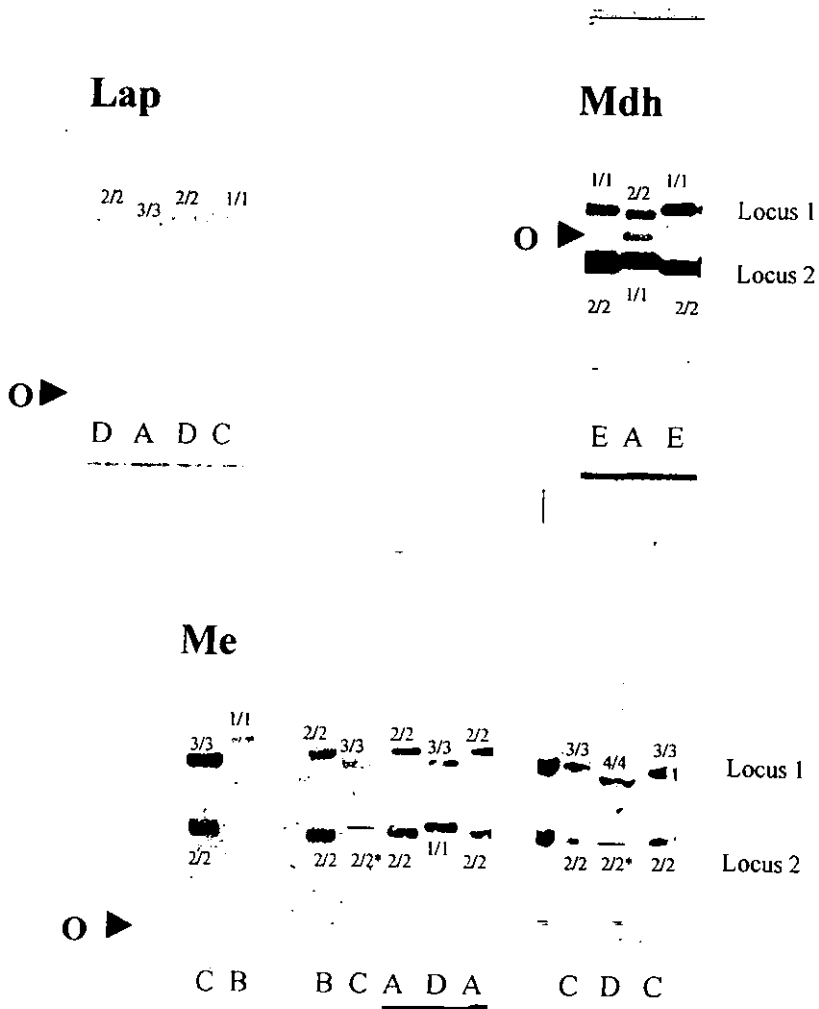 Lap Mdh
2/2 3/3 2/2 1/1
1/1 2/2 1/1
Locus 1
O
Locus 2
2/2 1/1 2/2
O
D A D C
E A E
Me
1/1
3/3 2/2 3/3 2/2 3/3 2/2 3/3 4/4 3/3
Locus 1
2/2 2/2 2/2* 2/2 1/1 2/2 2/2 2/2* 2/2
Locus 2
O
C B B C A D A C D C